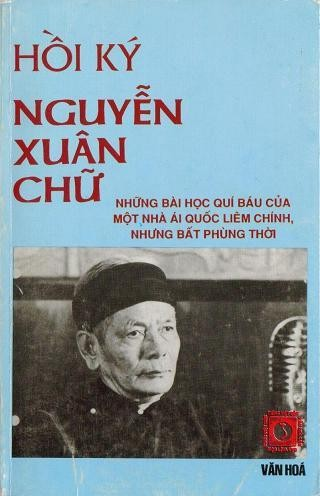 HỒI KÝ
NGUYỄN
XUÂN
CHỮ
NHỮNG BÀI HỌC QUÍ BÁU CỦA
MỘT NHÀ ÁI QUỐC LIÊM CHÍNH,
NHƯNG BẤT PHÙNG THỜI
VĂN HOÁ